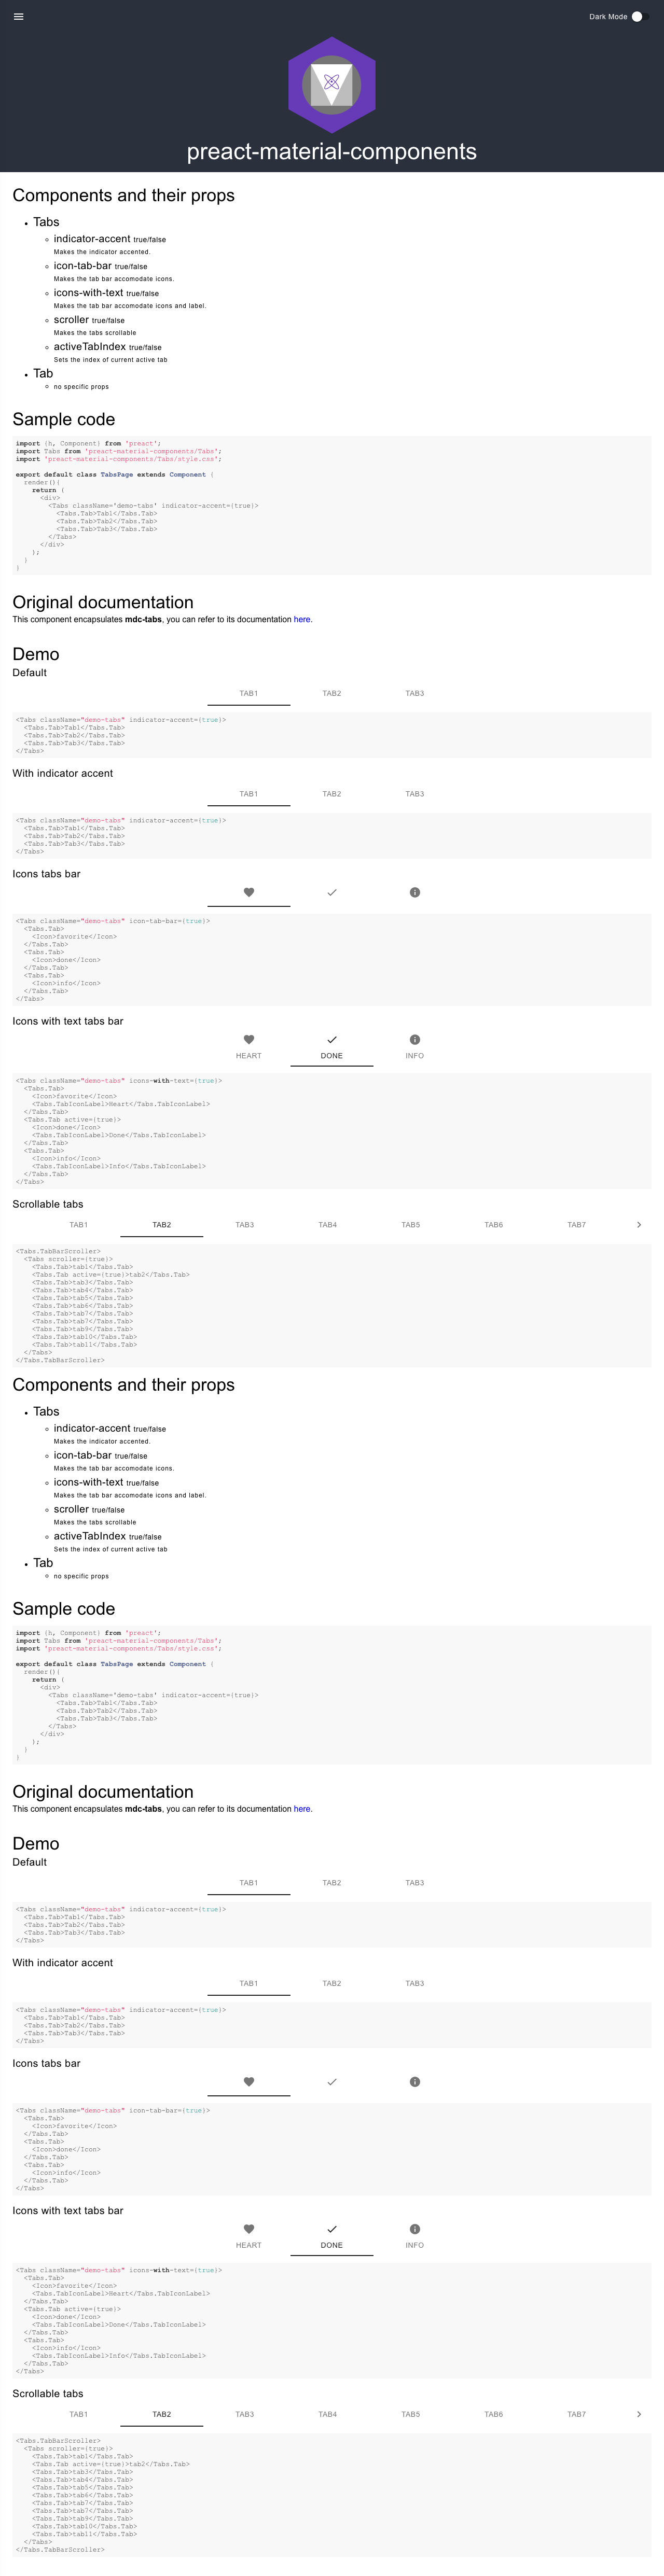 Dark Mode
preact-material-components
Components and their props
Tabs
indicator-accent true/false
Makes the indicator accented.
icon-tab-bar true/false
Makes the tab bar accomodate icons.
icons-with-text true/false
Makes the tab bar accomodate icons and label.
scroller true/false
Makes the tabs scrollable
activeTabIndex true/false
Sets the index of current active tab
Tab
no specific props
Sample code
import {h, Component} from 'preact';
import Tabs from 'preact-material-components/Tabs';
import 'preact-material-components/Tabs/style.css';
export default class TabsPage extends Component {
render(){
return (
<div>
<Tabs className='demo-tabs' indicator-accent={true}>
<Tabs.Tab>Tab1</Tabs.Tab>
<Tabs.Tab>Tab2</Tabs.Tab>
<Tabs.Tab>Tab3</Tabs.Tab>
</Tabs>
</div>
);
}
}
Original documentation
This component encapsulates mdc-tabs, you can refer to its documentation here.
Demo
Default
TAB1 TAB2 TAB3
<Tabs className="demo-tabs" indicator-accent={true}>
<Tabs.Tab>Tab1</Tabs.Tab>
<Tabs.Tab>Tab2</Tabs.Tab>
<Tabs.Tab>Tab3</Tabs.Tab>
</Tabs>
With indicator accent
TAB1 TAB2 TAB3
<Tabs className="demo-tabs" indicator-accent={true}>
<Tabs.Tab>Tab1</Tabs.Tab>
<Tabs.Tab>Tab2</Tabs.Tab>
<Tabs.Tab>Tab3</Tabs.Tab>
</Tabs>
Icons tabs bar
<Tabs className="demo-tabs" icon-tab-bar={true}>
<Tabs.Tab>
<Icon>favorite</Icon>
</Tabs.Tab>
<Tabs.Tab>
<Icon>done</Icon>
</Tabs.Tab>
<Tabs.Tab>
<Icon>info</Icon>
</Tabs.Tab>
</Tabs>
Icons with text tabs bar
HEART DONE INFO
<Tabs className="demo-tabs" icons-with-text={true}>
<Tabs.Tab>
<Icon>favorite</Icon>
<Tabs.TabIconLabel>Heart</Tabs.TabIconLabel>
</Tabs.Tab>
<Tabs.Tab active={true}>
<Icon>done</Icon>
<Tabs.TabIconLabel>Done</Tabs.TabIconLabel>
</Tabs.Tab>
<Tabs.Tab>
<Icon>info</Icon>
<Tabs.TabIconLabel>Info</Tabs.TabIconLabel>
</Tabs.Tab>
</Tabs>
Scrollable tabs
TAB1 TAB2 TAB3 TAB4 TAB5 TAB6 TAB7
<Tabs.TabBarScroller>
<Tabs scroller={true}>
<Tabs.Tab>tab1</Tabs.Tab>
<Tabs.Tab active={true}>tab2</Tabs.Tab>
<Tabs.Tab>tab3</Tabs.Tab>
<Tabs.Tab>tab4</Tabs.Tab>
<Tabs.Tab>tab5</Tabs.Tab>
<Tabs.Tab>tab6</Tabs.Tab>
<Tabs.Tab>tab7</Tabs.Tab>
<Tabs.Tab>tab7</Tabs.Tab>
<Tabs.Tab>tab9</Tabs.Tab>
<Tabs.Tab>tab10</Tabs.Tab>
<Tabs.Tab>tab11</Tabs.Tab>
</Tabs>
</Tabs.TabBarScroller>
Components and their props
Tabs
indicator-accent true/false
Makes the indicator accented.
icon-tab-bar true/false
Makes the tab bar accomodate icons.
icons-with-text true/false
Makes the tab bar accomodate icons and label.
scroller true/false
Makes the tabs scrollable
activeTabIndex true/false
Sets the index of current active tab
Tab
no specific props
Sample code
import {h, Component} from 'preact';
import Tabs from 'preact-material-components/Tabs';
import 'preact-material-components/Tabs/style.css';
export default class TabsPage extends Component {
render(){
return (
<div>
<Tabs className='demo-tabs' indicator-accent={true}>
<Tabs.Tab>Tab1</Tabs.Tab>
<Tabs.Tab>Tab2</Tabs.Tab>
<Tabs.Tab>Tab3</Tabs.Tab>
</Tabs>
</div>
);
}
}
Original documentation
This component encapsulates mdc-tabs, you can refer to its documentation here.
Demo
Default
TAB1 TAB2 TAB3
<Tabs className="demo-tabs" indicator-accent={true}>
<Tabs.Tab>Tab1</Tabs.Tab>
<Tabs.Tab>Tab2</Tabs.Tab>
<Tabs.Tab>Tab3</Tabs.Tab>
</Tabs>
With indicator accent
TAB1 TAB2 TAB3
<Tabs className="demo-tabs" indicator-accent={true}>
<Tabs.Tab>Tab1</Tabs.Tab>
<Tabs.Tab>Tab2</Tabs.Tab>
<Tabs.Tab>Tab3</Tabs.Tab>
</Tabs>
Icons tabs bar
<Tabs className="demo-tabs" icon-tab-bar={true}>
<Tabs.Tab>
<Icon>favorite</Icon>
</Tabs.Tab>
<Tabs.Tab>
<Icon>done</Icon>
</Tabs.Tab>
<Tabs.Tab>
<Icon>info</Icon>
</Tabs.Tab>
</Tabs>
Icons with text tabs bar
HEART DONE INFO
<Tabs className="demo-tabs" icons-with-text={true}>
<Tabs.Tab>
<Icon>favorite</Icon>
<Tabs.TabIconLabel>Heart</Tabs.TabIconLabel>
</Tabs.Tab>
<Tabs.Tab active={true}>
<Icon>done</Icon>
<Tabs.TabIconLabel>Done</Tabs.TabIconLabel>
</Tabs.Tab>
<Tabs.Tab>
<Icon>info</Icon>
<Tabs.TabIconLabel>Info</Tabs.TabIconLabel>
</Tabs.Tab>
</Tabs>
Scrollable tabs
TAB1 TAB2 TAB3 TAB4 TAB5 TAB6 TAB7
<Tabs.TabBarScroller>
<Tabs scroller={true}>
<Tabs.Tab>tab1</Tabs.Tab>
<Tabs.Tab active={true}>tab2</Tabs.Tab>
<Tabs.Tab>tab3</Tabs.Tab>
<Tabs.Tab>tab4</Tabs.Tab>
<Tabs.Tab>tab5</Tabs.Tab>
<Tabs.Tab>tab6</Tabs.Tab>
<Tabs.Tab>tab7</Tabs.Tab>
<Tabs.Tab>tab7</Tabs.Tab>
<Tabs.Tab>tab9</Tabs.Tab>
<Tabs.Tab>tab10</Tabs.Tab>
<Tabs.Tab>tab11</Tabs.Tab>
</Tabs>
</Tabs.TabBarScroller>